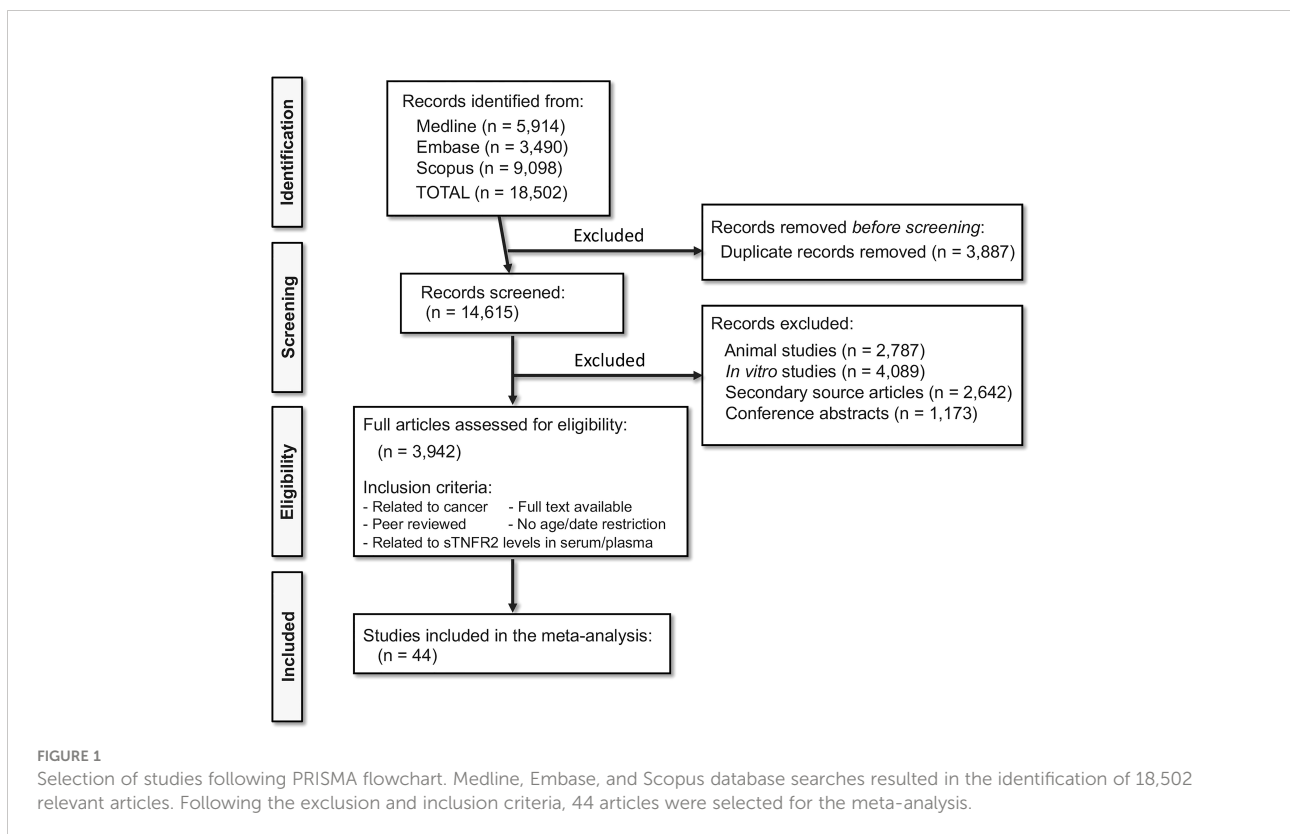 Identification
Records identified from:
Medline (n = 5,914)
Embase (n = 3,490)
Scopus (n = 9,098)
TOTAL (n = 18,502)
Excluded
Records removed before screening:
Duplicate records removed (n = 3,887)
Screening
Records screened:
(n = 14,615)
Excluded
Records excluded:
Animal studies (n = 2,787)
In vitro studies (n = 4,089)
Secondary source articles (n = 2,642)
Conference abstracts (n = 1,173)
Eligibility
Full articles assessed for eligibility:
(n = 3,942)
Inclusion criteria:
- Related to cancer - Full text available
- Peer reviewed - No age/date restriction
- Related to sTNFR2 levels in serum/plasma
Included
Studies included in the meta-analysis:
(n = 44)
FIGURE 1
Selection of studies following PRISMA flowchart. Medline, Embase, and Scopus database searches resulted in the identification of 18,502
relevant articles. Following the exclusion and inclusion criteria, 44 articles were selected for the meta-analysis.